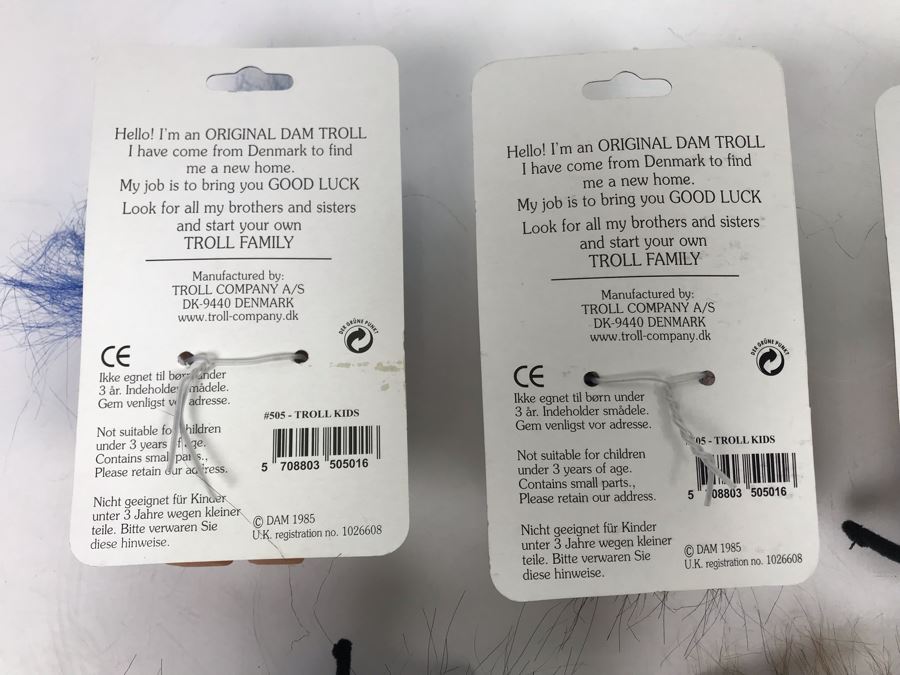 Hello! I'm an ORIGINAL DAM TROLL
I have come from Denmark to find
me a new home.
My job is to bring you GOOD LUCK
Look for all my brothers and sisters
and start your own
TROLL FAMILY
Manufactured by:
TROLL COMPANY A/S
DK-9440 DENMARK
www.troll-company.dk
DER GRÜNE PUNKT
CE
Ikke egnet til børn under
3 år. Indeholder smådele.
Gem venligst vor adresse.
#505 - TROLL KIDS
Not suitable for children
under 3 years of age.
Contains small parts.,
Please retain our address.
5 708803 505016
Nicht geeignet für Kinder
unter 3 Jahre wegen kleiner
teile. Bitte verwaren Sie
diese hinweise.
© DAM 1985
U.K. registration no. 1026608
Hello! I'm an ORIGINAL DAM TROLL
I have come from Denmark to find
me a new home.
My job is to bring you GOOD LUCK
Look for all my brothers and sisters
and start your own
TROLL FAMILY
Manufactured by:
TROLL COMPANY A/S
DK-9440 DENMARK
www.troll-company.dk
DER GRÜNE PUNKT
CE
Ikke egnet til børn under
3 år. Indeholder smådele.
Gem venligst vor adresse.
505 - TROLL KIDS
Not suitable for children
under 3 years of age.
Contains small parts.,
Please retain our address.
5 708803 505016
Nicht geeignet für Kinder
unter 3 Jahre wegen kleiner
teile. Bitte verwaren Sie
diese hinweise.
© DAM 1985
U.K. registration no. 1026608